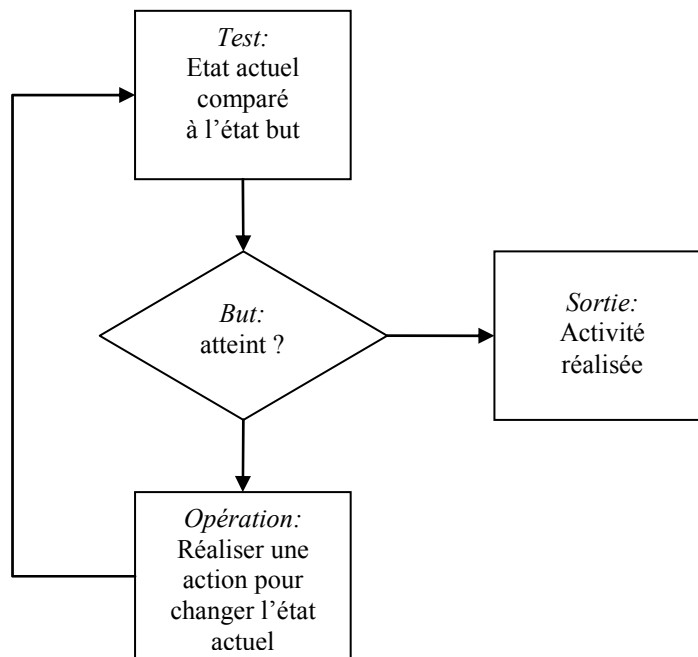 Test:
Etat actuel
comparé
à l’état but
But:
atteint ?
Sortie:
Activité
réalisée
Opération:
Réaliser une
action pour
changer l’état
actuel